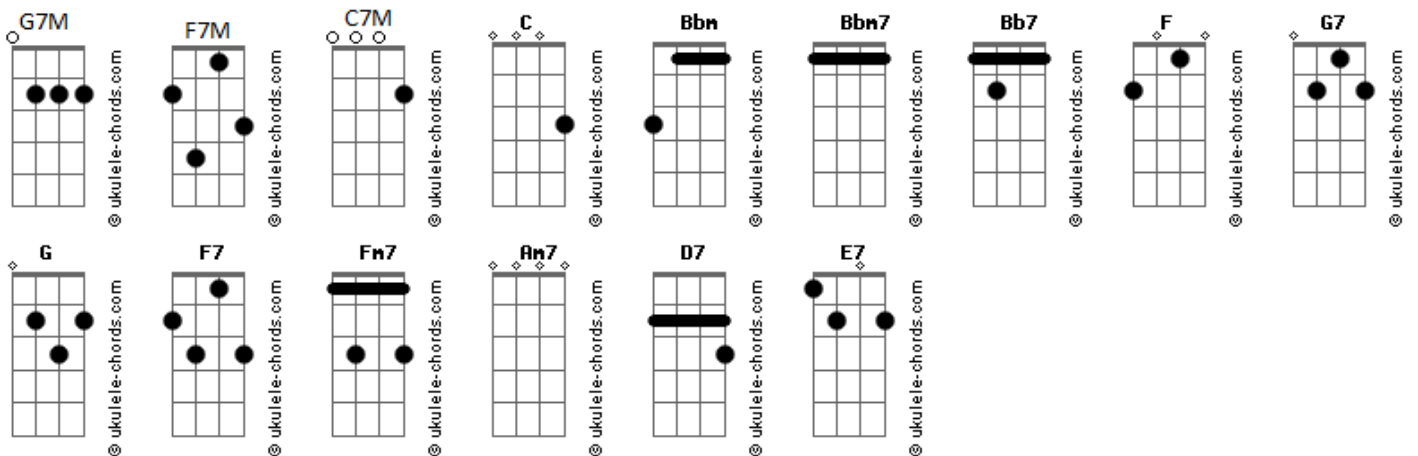 G7M F7M C7M C Bbm Bbm7 Bb7 F G7
© ukulele-chords.com © ukulele-chords.com © ukulele-chords.com © ukulele-chords.com © ukulele-chords.com © ukulele-chords.com © ukulele-chords.com © ukulele-chords.com © ukulele-chords.com
G F7 Fm7 Am7 D7 E7
© ukulele-chords.com © ukulele-chords.com © ukulele-chords.com © ukulele-chords.com © ukulele-chords.com © ukulele-chords.com